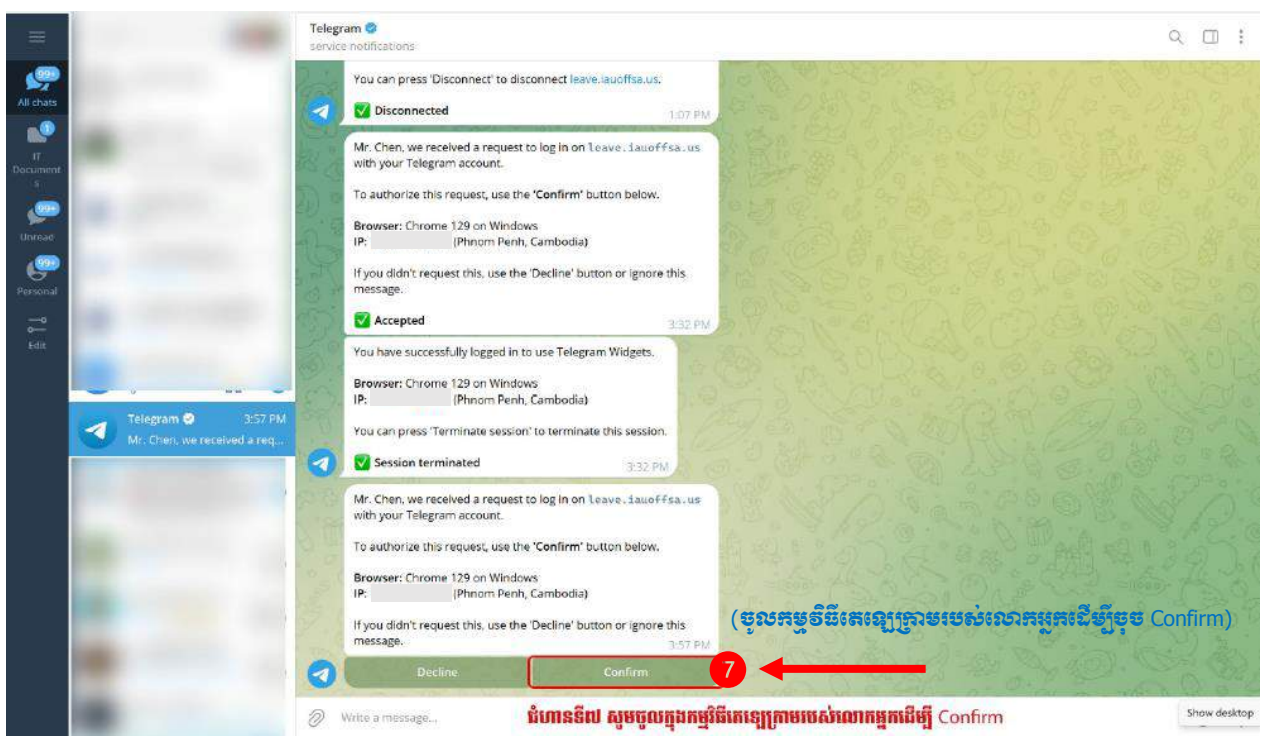 Telegram
service notifications
99+
All chats
1
IT
Document
s
99+
Unread
99+
Personal
Edit
Telegram 3:57 PM
Mr. Chen, we received a req...
You can press 'Disconnect' to disconnect leave.iauoffsa.us.
Disconnected
1:07 PM
Mr. Chen, we received a request to log in on leave.iauoffsa.us
with your Telegram account.
To authorize this request, use the 'Confirm' button below.
Browser: Chrome 129 on Windows
IP: (Phnom Penh, Cambodia)
If you didn't request this, use the 'Decline' button or ignore this
message.
Accepted
3:32 PM
You have successfully logged in to use Telegram Widgets.
Browser: Chrome 129 on Windows
IP: (Phnom Penh, Cambodia)
You can press 'Terminate session' to terminate this session.
Session terminated
3:32 PM
Mr. Chen, we received a request to log in on leave.iauoffsa.us
with your Telegram account.
To authorize this request, use the 'Confirm' button below.
Browser: Chrome 129 on Windows
IP: (Phnom Penh, Cambodia)
If you didn't request this, use the 'Decline' button or ignore this
message.
3:57 PM
(ចូលកម្មវិធីតេឡេក្រាមរបស់លោកអ្នកដើម្បីចុច Confirm)
Decline
Confirm
7
Write a message...
ជំហានទី៧ សូមចូលក្នុងកម្មវិធីតេឡេក្រាមរបស់លោកអ្នកដើម្បី Confirm
Show desktop